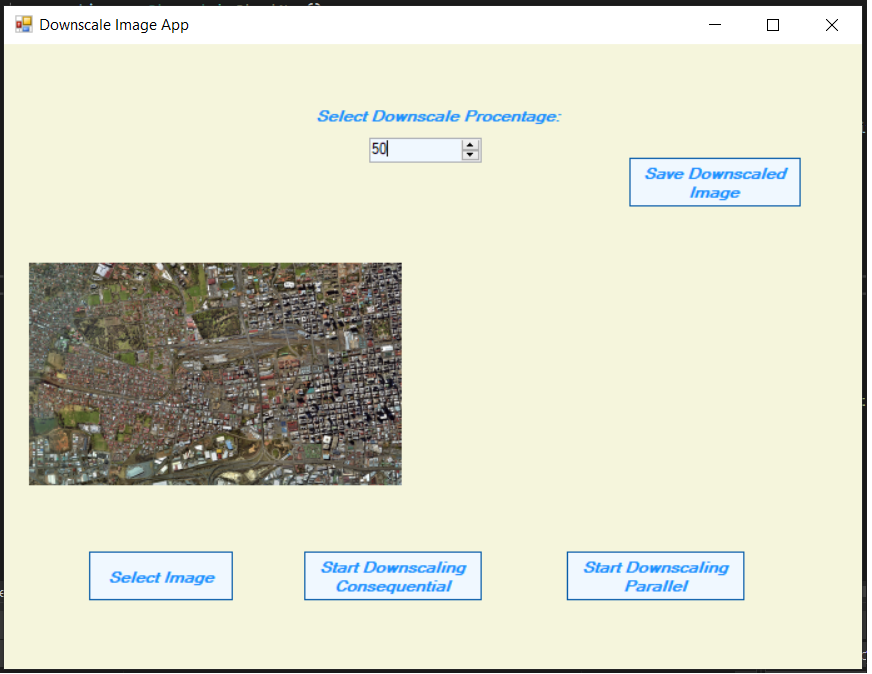 Downscale Image App
Select Downscale Procentage:
50
Save Downscaled
Image
Select Image
Start Downscaling
Consequential
Start Downscaling
Parallel